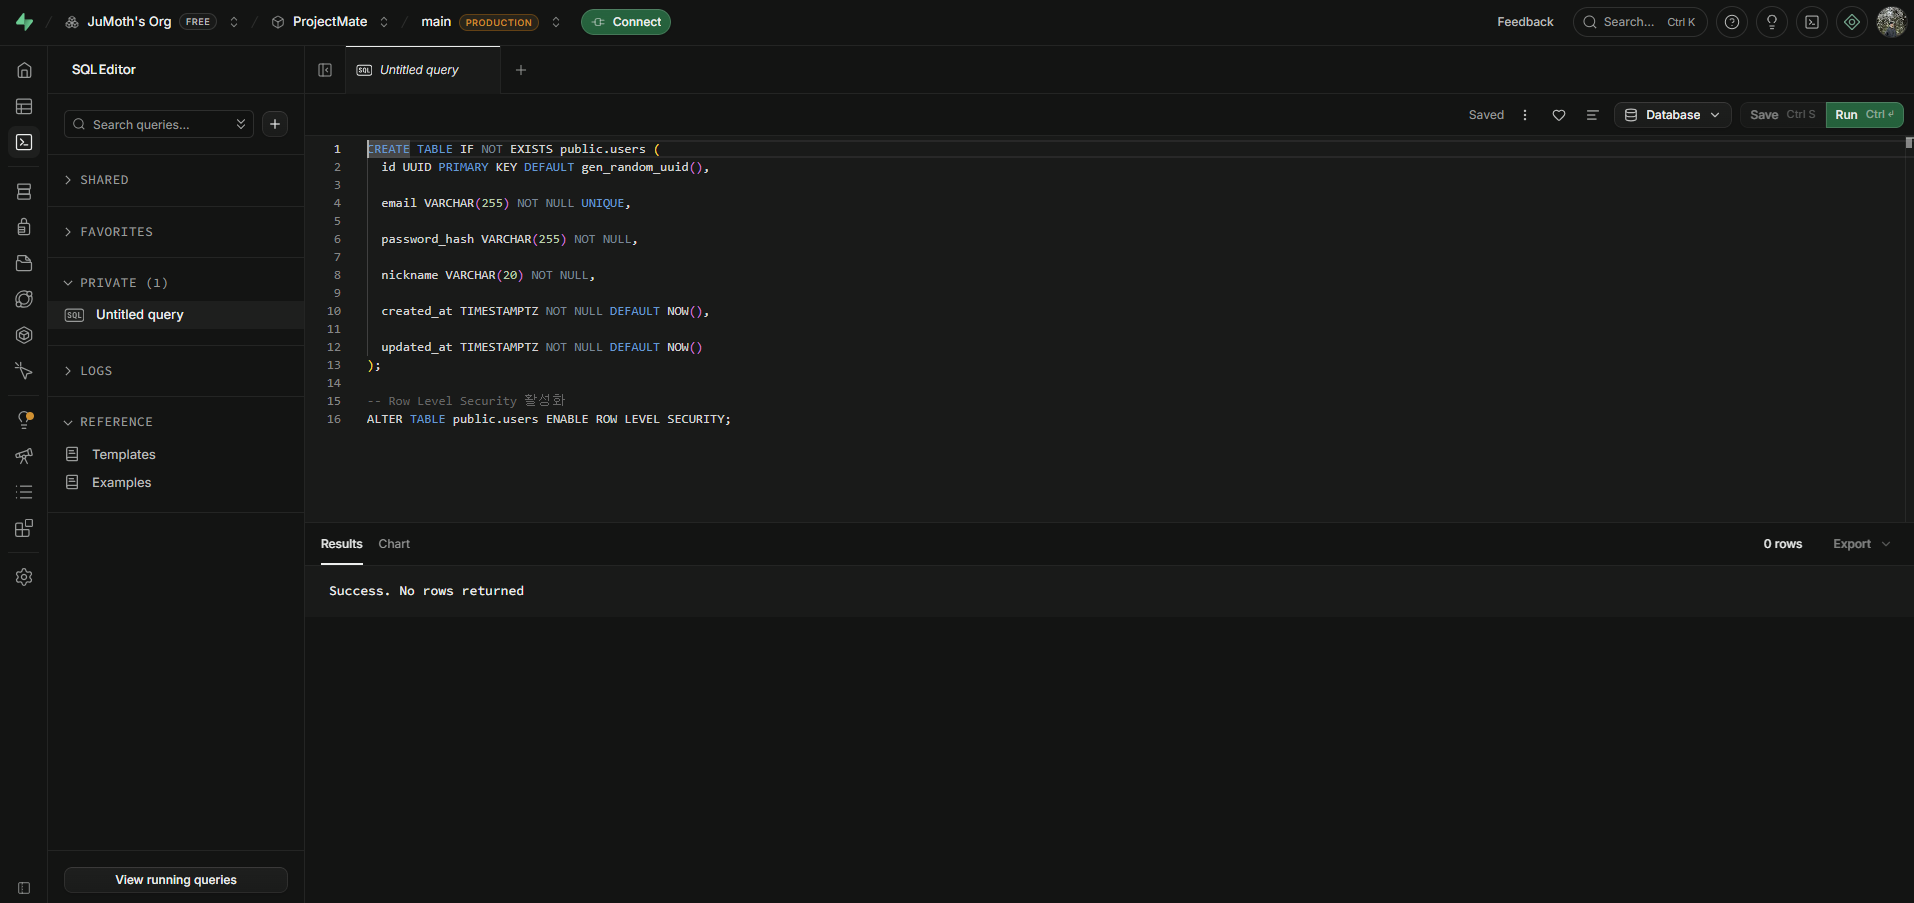 JuMoth's Org FREE ProjectMate main PRODUCTION Connect Feedback Search... Ctrl K
SQL Editor
SQL Untitled query
Search queries...
Saved Database Save Ctrl S Run Ctrl ↵
SHARED
FAVORITES
PRIVATE (1)
SQL Untitled query
LOGS
REFERENCE
Templates
Examples
View running queries
1 CREATE TABLE IF NOT EXISTS public.users (
2 id UUID PRIMARY KEY DEFAULT gen_random_uuid(),
3
4 email VARCHAR(255) NOT NULL UNIQUE,
5
6 password_hash VARCHAR(255) NOT NULL,
7
8 nickname VARCHAR(20) NOT NULL,
9
10 created_at TIMESTAMPTZ NOT NULL DEFAULT NOW(),
11
12 updated_at TIMESTAMPTZ NOT NULL DEFAULT NOW()
13 );
14
15 -- Row Level Security 활성화
16 ALTER TABLE public.users ENABLE ROW LEVEL SECURITY;
Results Chart 0 rows Export
Success. No rows returned